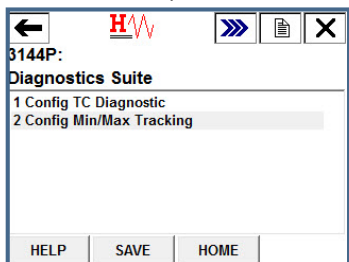 H
3144P:
Diagnostics Suite
1 Config TC Diagnostic
2 Config Min/Max Tracking
HELP SAVE HOME